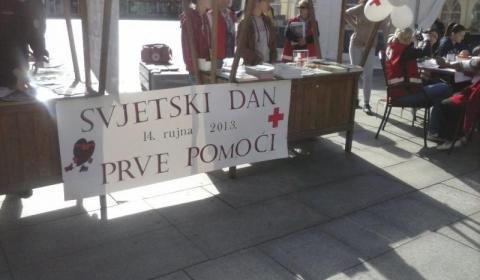 SVJETSKI DAN
14. rujna 2013.
PRVE POMOĆI